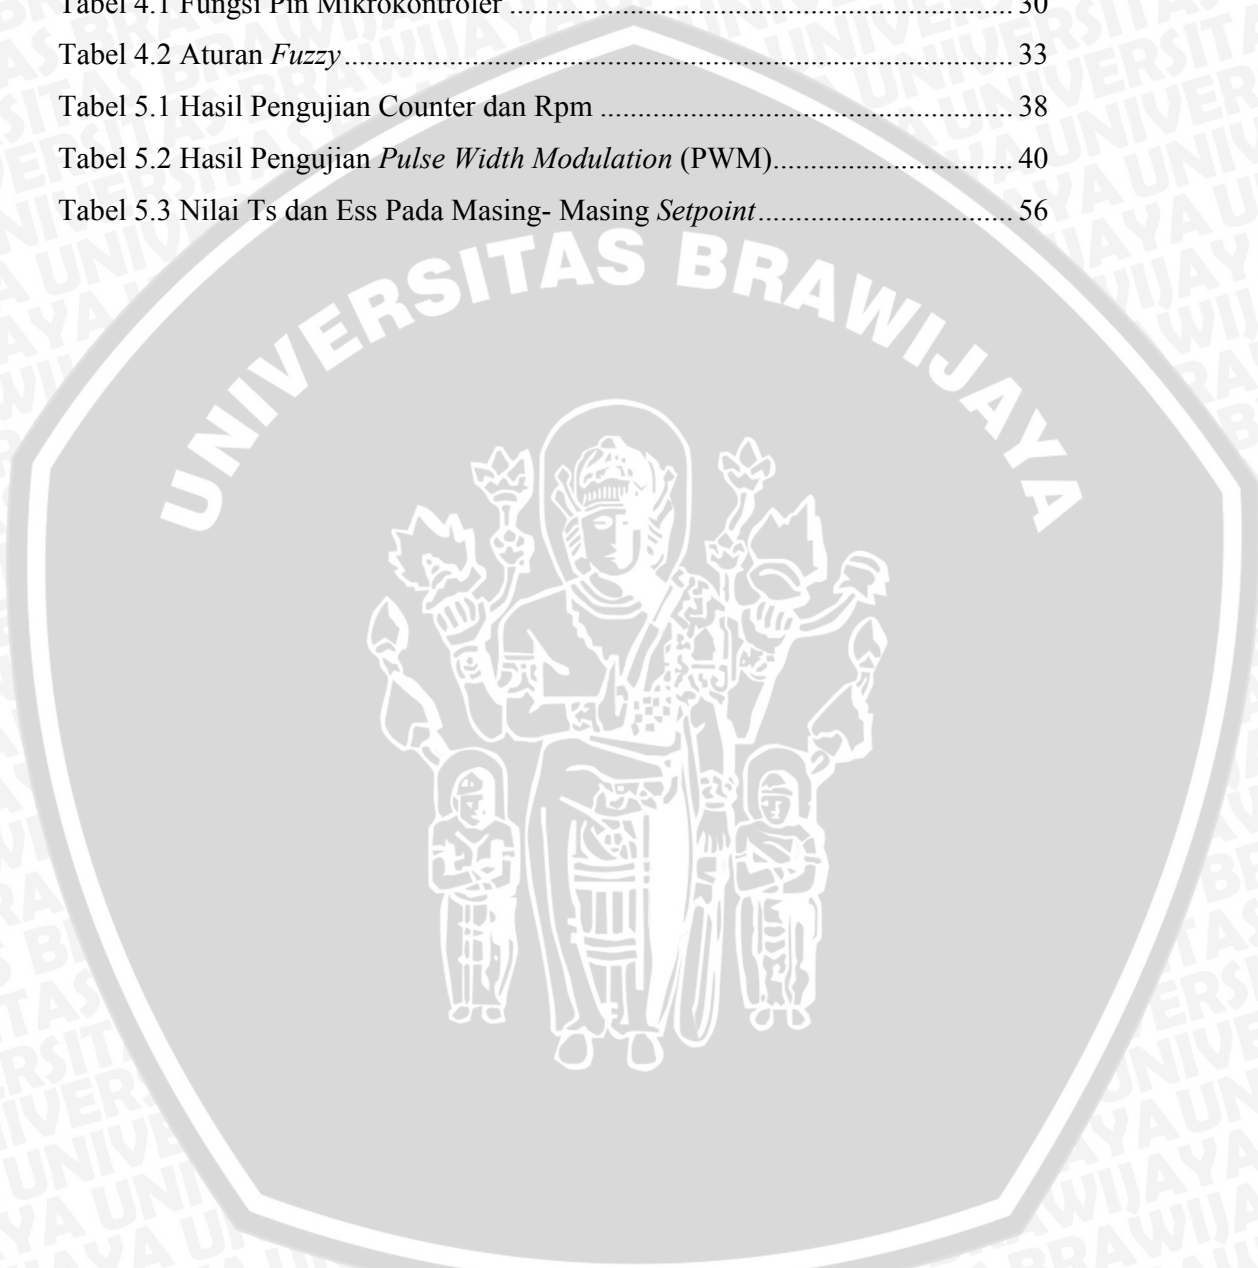 Tabel 4.1 Fungsi Pin Mikrokontroler ................................................................. 30
Tabel 4.2 Aturan Fuzzy ....................................................................................... 33
Tabel 5.1 Hasil Pengujian Counter dan Rpm ..................................................... 38
Tabel 5.2 Hasil Pengujian Pulse Width Modulation (PWM)............................... 40
Tabel 5.3 Nilai Ts dan Ess Pada Masing- Masing Setpoint ................................. 56
UNIVERSITAS BRAWIJAYA